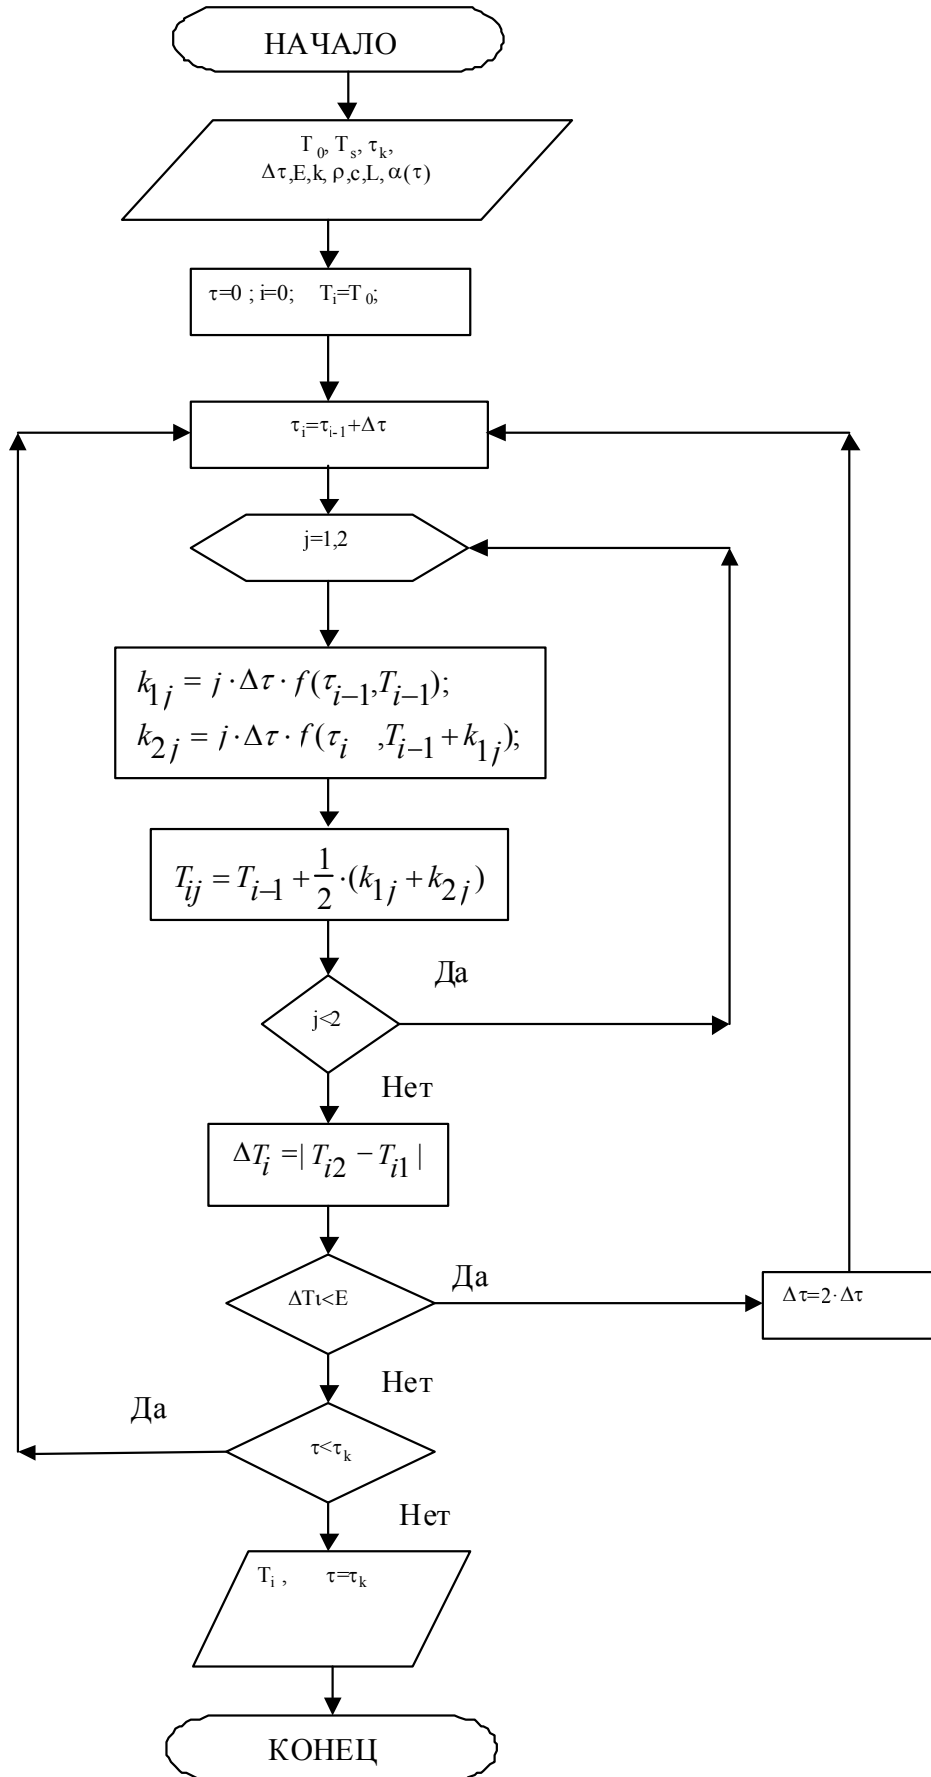 НАЧАЛО
T₀, Tₛ, τₖ,
Δτ,E,k, ρ,c,L, α(τ)
τ=0 ; i=0; Tᵢ=T₀;
τᵢ=τᵢ₋₁+Δτ
j=1,2
k₁ⱼ = j·Δτ·f(τᵢ₋₁,Tᵢ₋₁);
k₂ⱼ = j·Δτ·f(τᵢ ,Tᵢ₋₁+k₁ⱼ);
Tᵢⱼ = Tᵢ₋₁ + 1/2·(k₁ⱼ + k₂ⱼ)
Да
j<2
Нет
ΔTᵢ =| Tᵢ₂ − Tᵢ₁ |
Да
ΔTι<E
Δτ=2·Δτ
Нет
Да
τ<τₖ
Нет
Tᵢ , τ=τₖ
КОНЕЦ